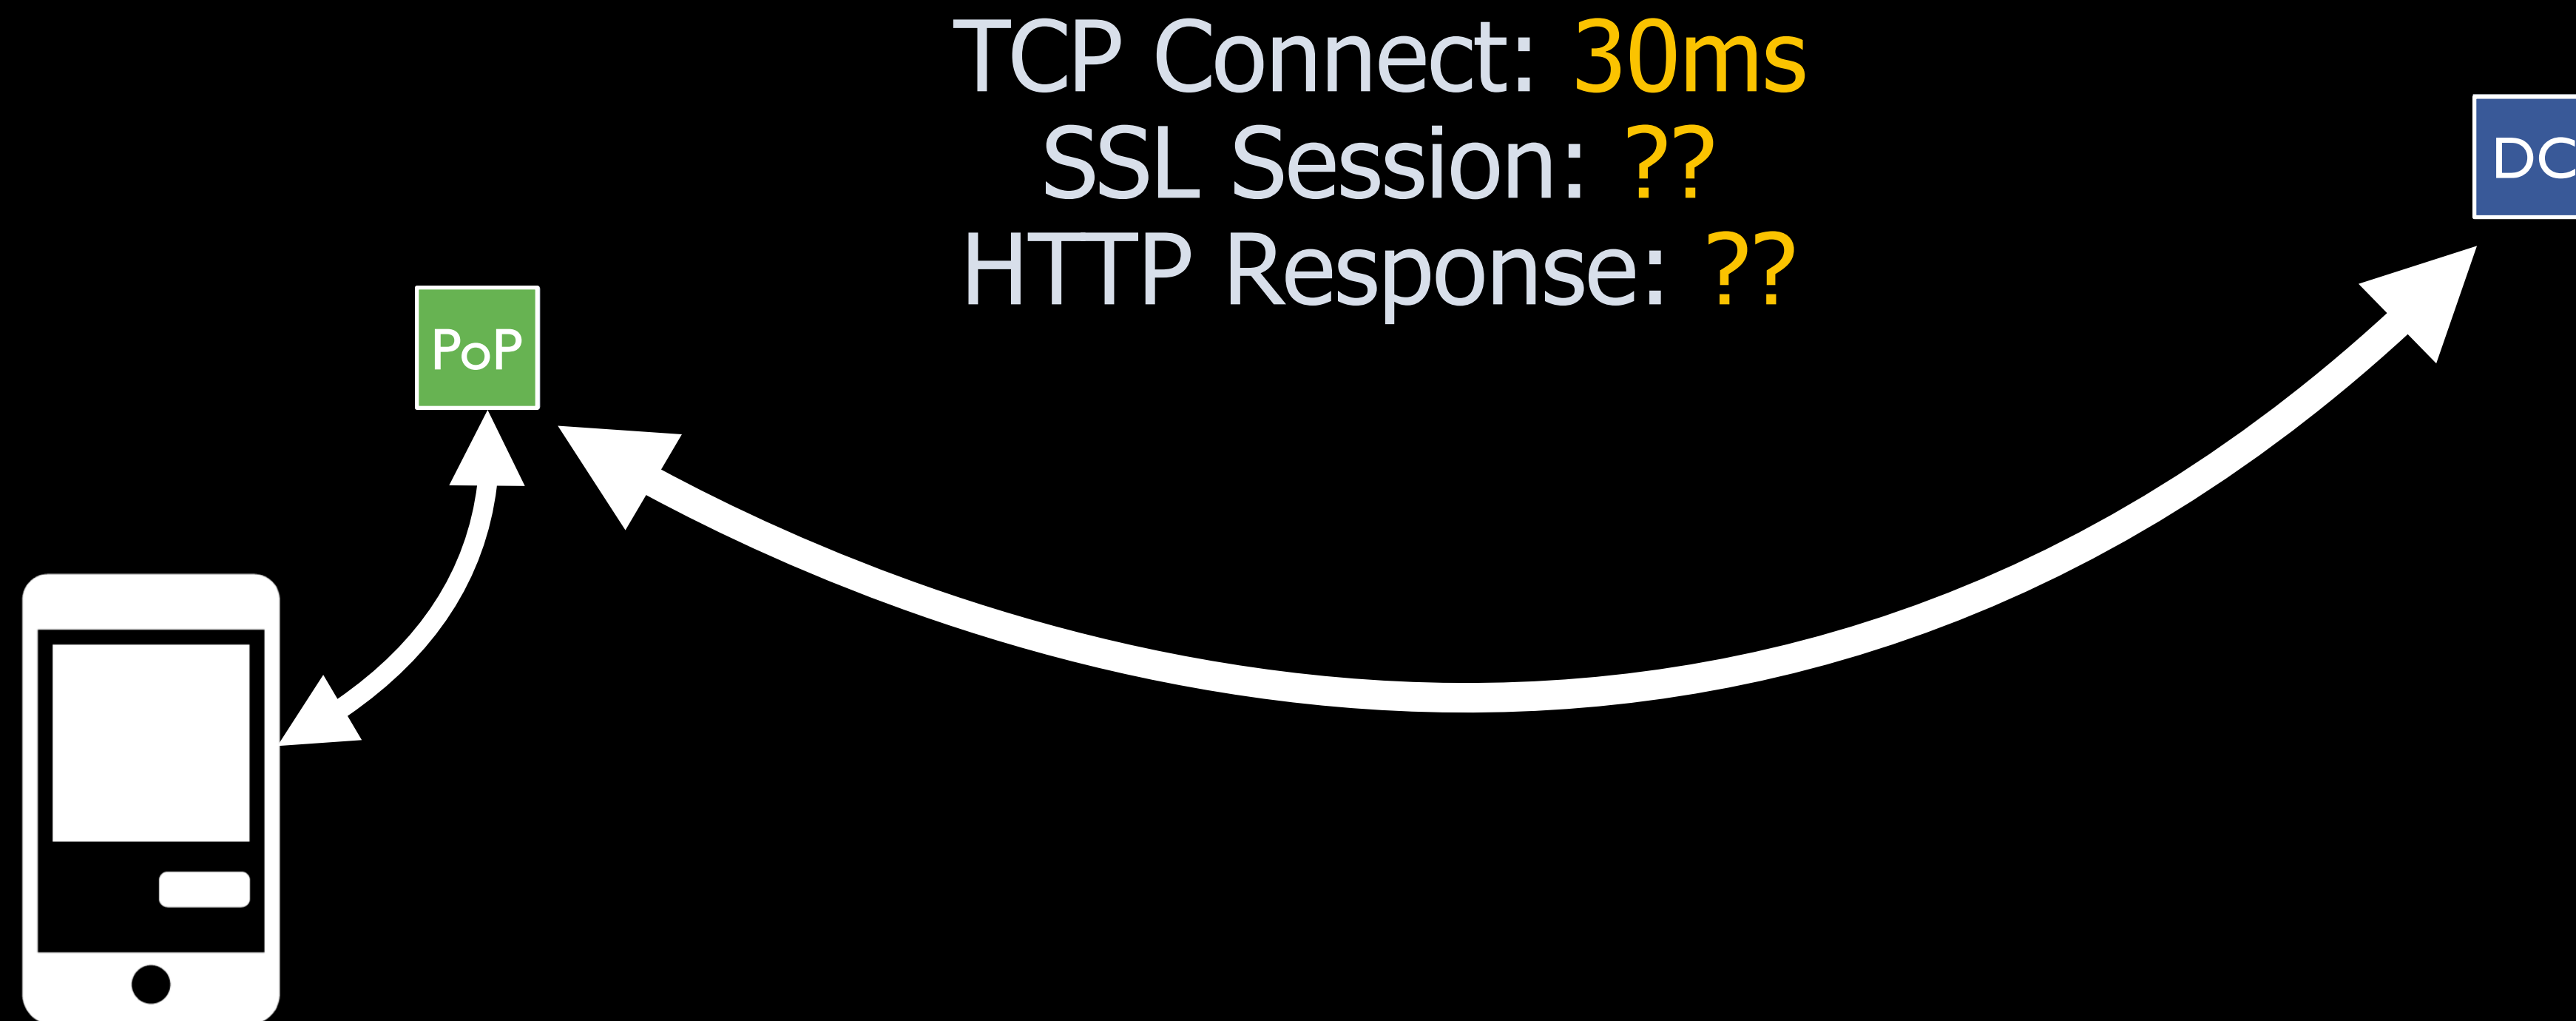 TCP Connect: 30ms
SSL Session: ??
HTTP Response: ??
DC
PoP